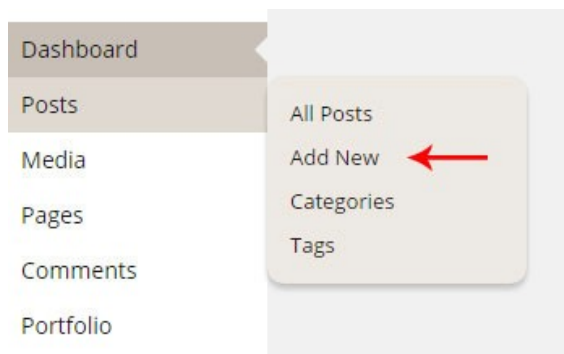 Dashboard
Posts
Media
Pages
Comments
Portfolio
All Posts
Add New
Categories
Tags